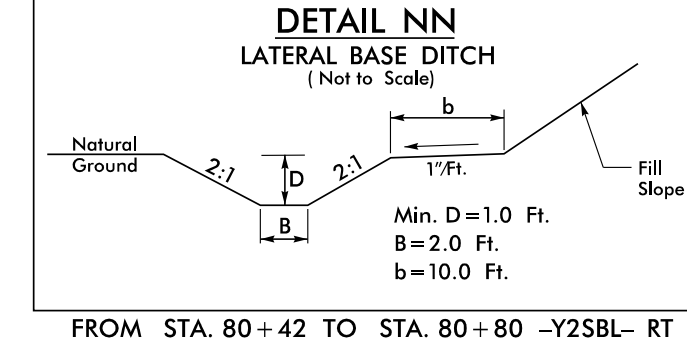 DETAIL NN
LATERAL BASE DITCH
( Not to Scale)
b
Natural
Ground
2:1
D
2:1
1"/Ft.
Fill
Slope
B
Min. D=1.0 Ft.
B=2.0 Ft.
b=10.0 Ft.
FROM STA. 80+42 TO STA. 80+80 -Y2SBL- RT